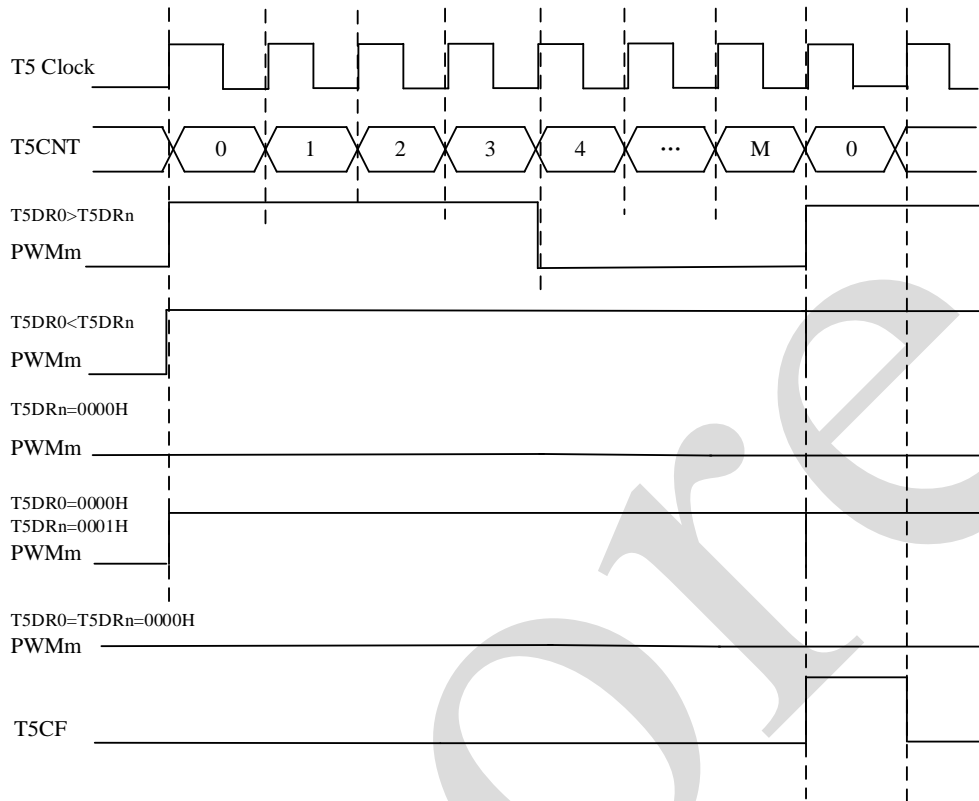 T5 Clock
T5CNT
0 1 2 3 4 ... M 0
T5DR0>T5DRn
PWMm
T5DR0<T5DRn
PWMm
T5DRn=0000H
PWMm
T5DR0=0000H
T5DRn=0001H
PWMm
T5DR0=T5DRn=0000H
PWMm
T5CF
ore